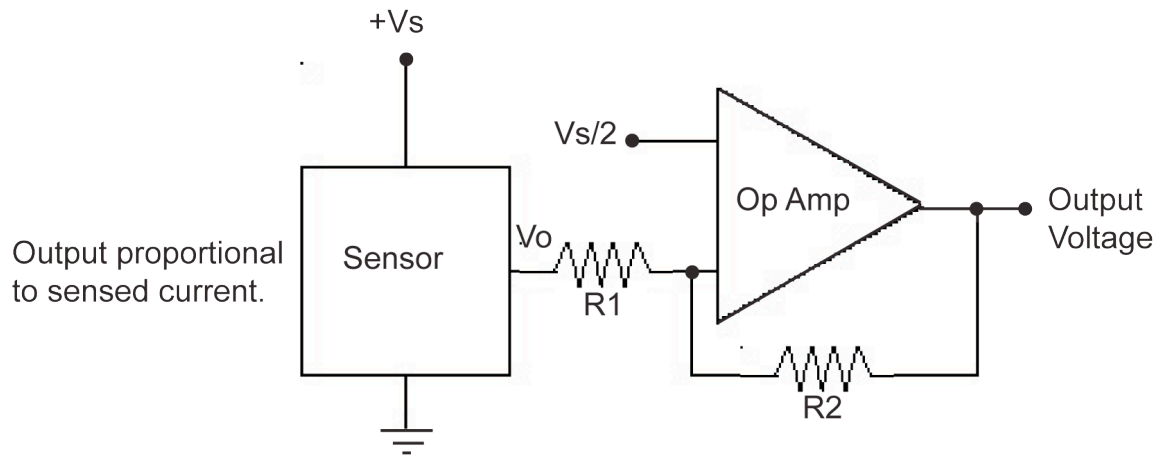 +Vs
Vs/2
Op Amp
Output
Voltage
Output proportional
to sensed current.
Sensor
Vo
R1
R2